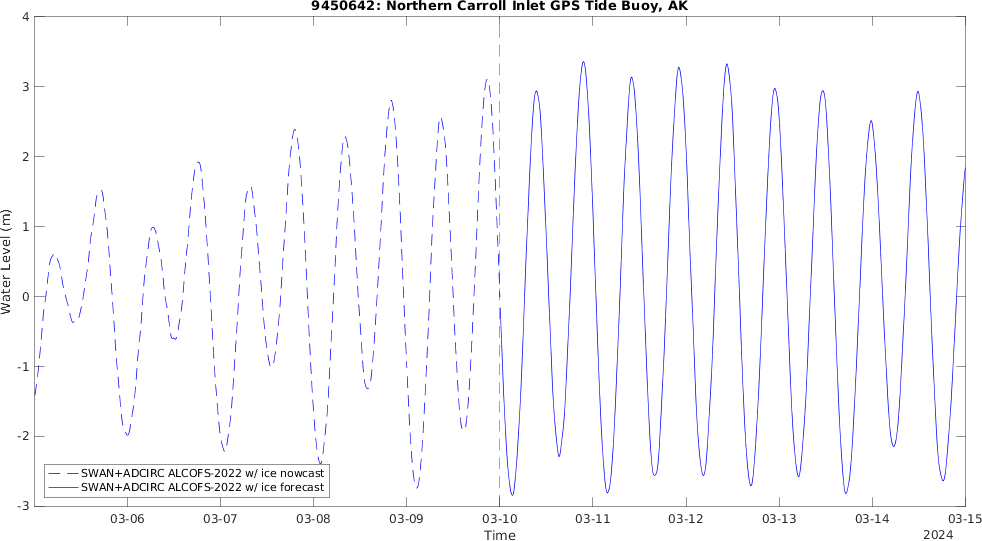 9450642: Northern Carroll Inlet GPS Tide Buoy, AK
4
3
2
1
0
-1
-2
-3
Water Level (m)
SWAN+ADCIRC ALCOFS-2022 w/ ice nowcast
SWAN+ADCIRC ALCOFS-2022 w/ ice forecast
03-06 03-07 03-08 03-09 03-10 03-11 03-12 03-13 03-14 03-15
Time
2024